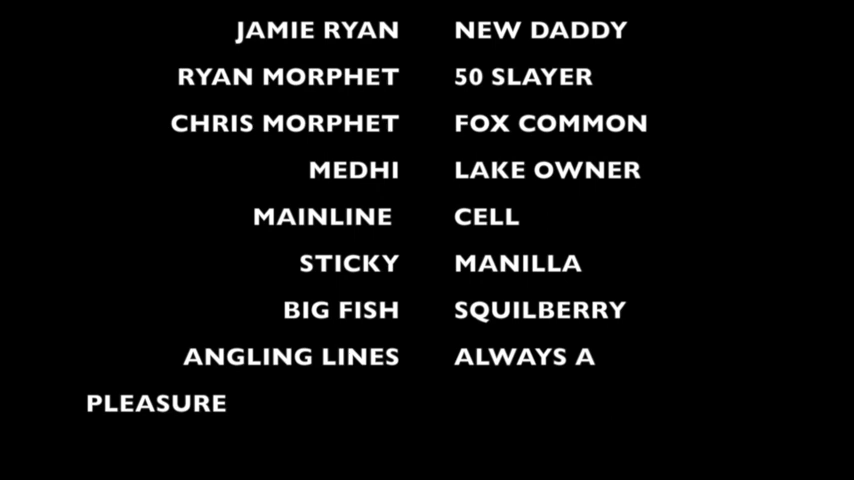 JAMIE RYAN NEW DADDY
RYAN MORPHET 50 SLAYER
CHRIS MORPHET FOX COMMON
MEDHI LAKE OWNER
MAINLINE CELL
STICKY MANILLA
BIG FISH SQUILBERRY
ANGLING LINES ALWAYS A
PLEASURE